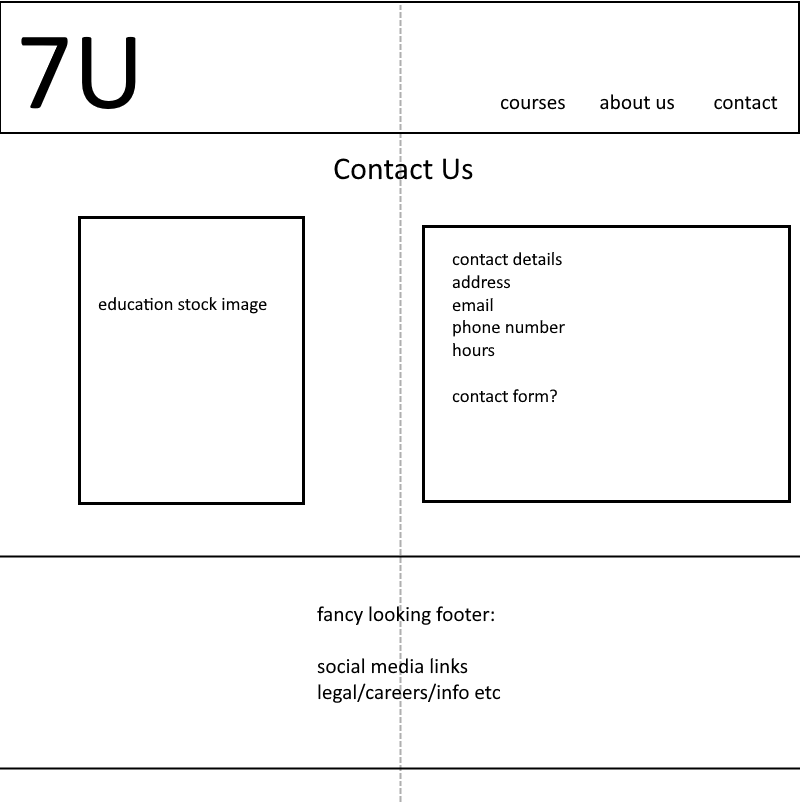 7U
courses about us contact
Contact Us
education stock image
contact details
address
email
phone number
hours
contact form?
fancy looking footer:
social media links
legal/careers/info etc